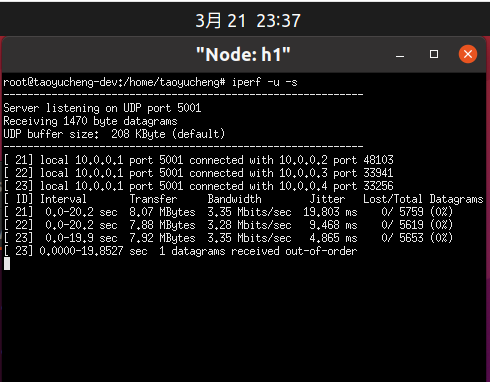 3月 21 23:37
"Node: h1"
root@taoyucheng-dev:/home/taoyucheng# iperf -u -s
------------------------------------------------------------
Server listening on UDP port 5001
Receiving 1470 byte datagrams
UDP buffer size:  208 KByte (default)
------------------------------------------------------------
[ 21] local 10.0.0.1 port 5001 connected with 10.0.0.2 port 48103
[ 22] local 10.0.0.1 port 5001 connected with 10.0.0.3 port 33941
[ 23] local 10.0.0.1 port 5001 connected with 10.0.0.4 port 33256
[ ID] Interval       Transfer     Bandwidth        Jitter   Lost/Total Datagrams
[ 21]  0.0-20.2 sec  8.07 MBytes  3.35 Mbits/sec  19.803 ms    0/ 5759 (0%)
[ 22]  0.0-20.2 sec  7.88 MBytes  3.28 Mbits/sec   9.468 ms    0/ 5619 (0%)
[ 23]  0.0-19.9 sec  7.92 MBytes  3.35 Mbits/sec   4.865 ms    0/ 5653 (0%)
[ 23] 0.0000-19.8527 sec  1 datagrams received out-of-order